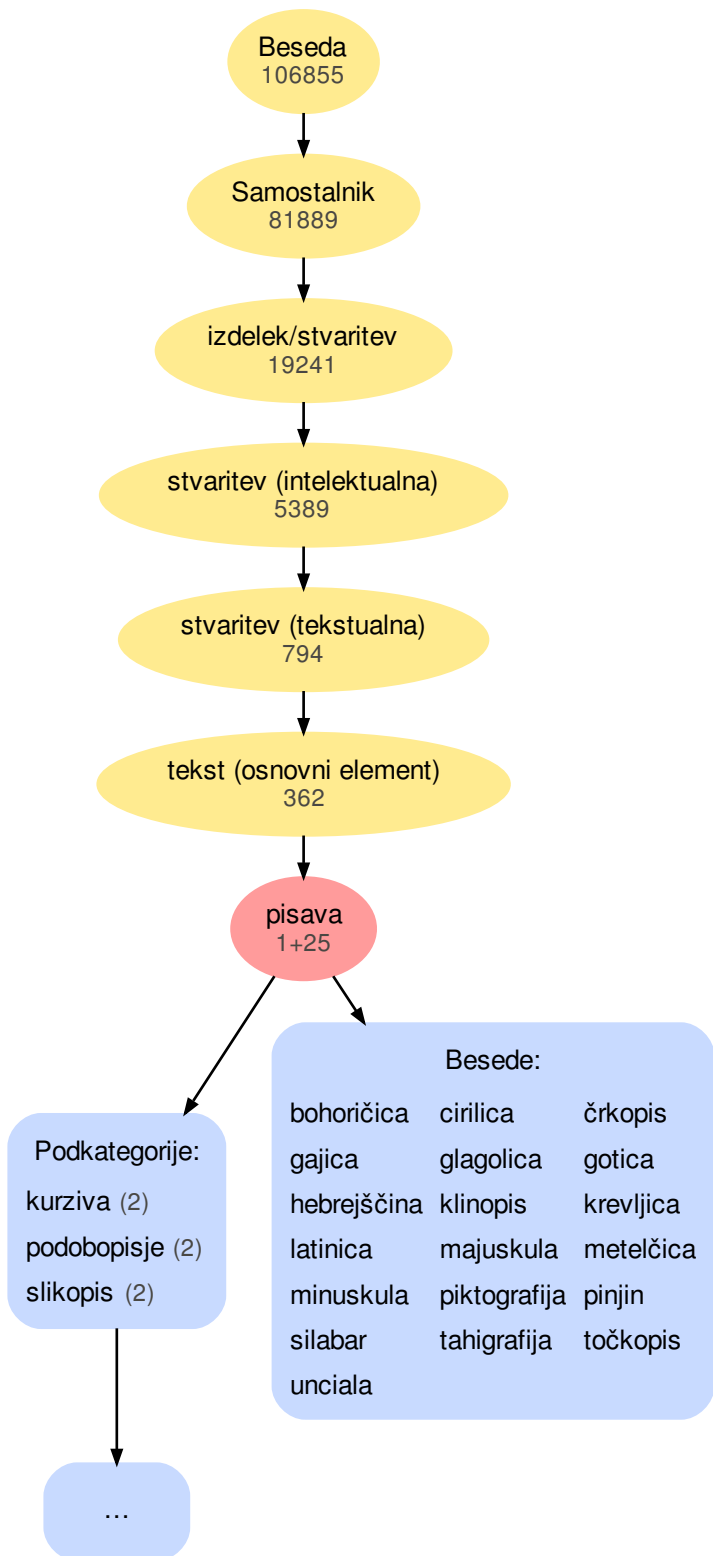 Beseda
106855
Samostalnik
81889
izdelek/stvaritev
19241
stvaritev (intelektualna)
5389
stvaritev (tekstualna)
794
tekst (osnovni element)
362
pisava
1+25
Besede:
bohoričica cirilica črkopis
gajica glagolica gotica
hebrejščina klinopis krevljica
latinica majuskula metelčica
minuskula piktografija pinjin
silabar tahigrafija točkopis
unciala
Podkategorije:
kurziva (2)
podobopisje (2)
slikopis (2)
...